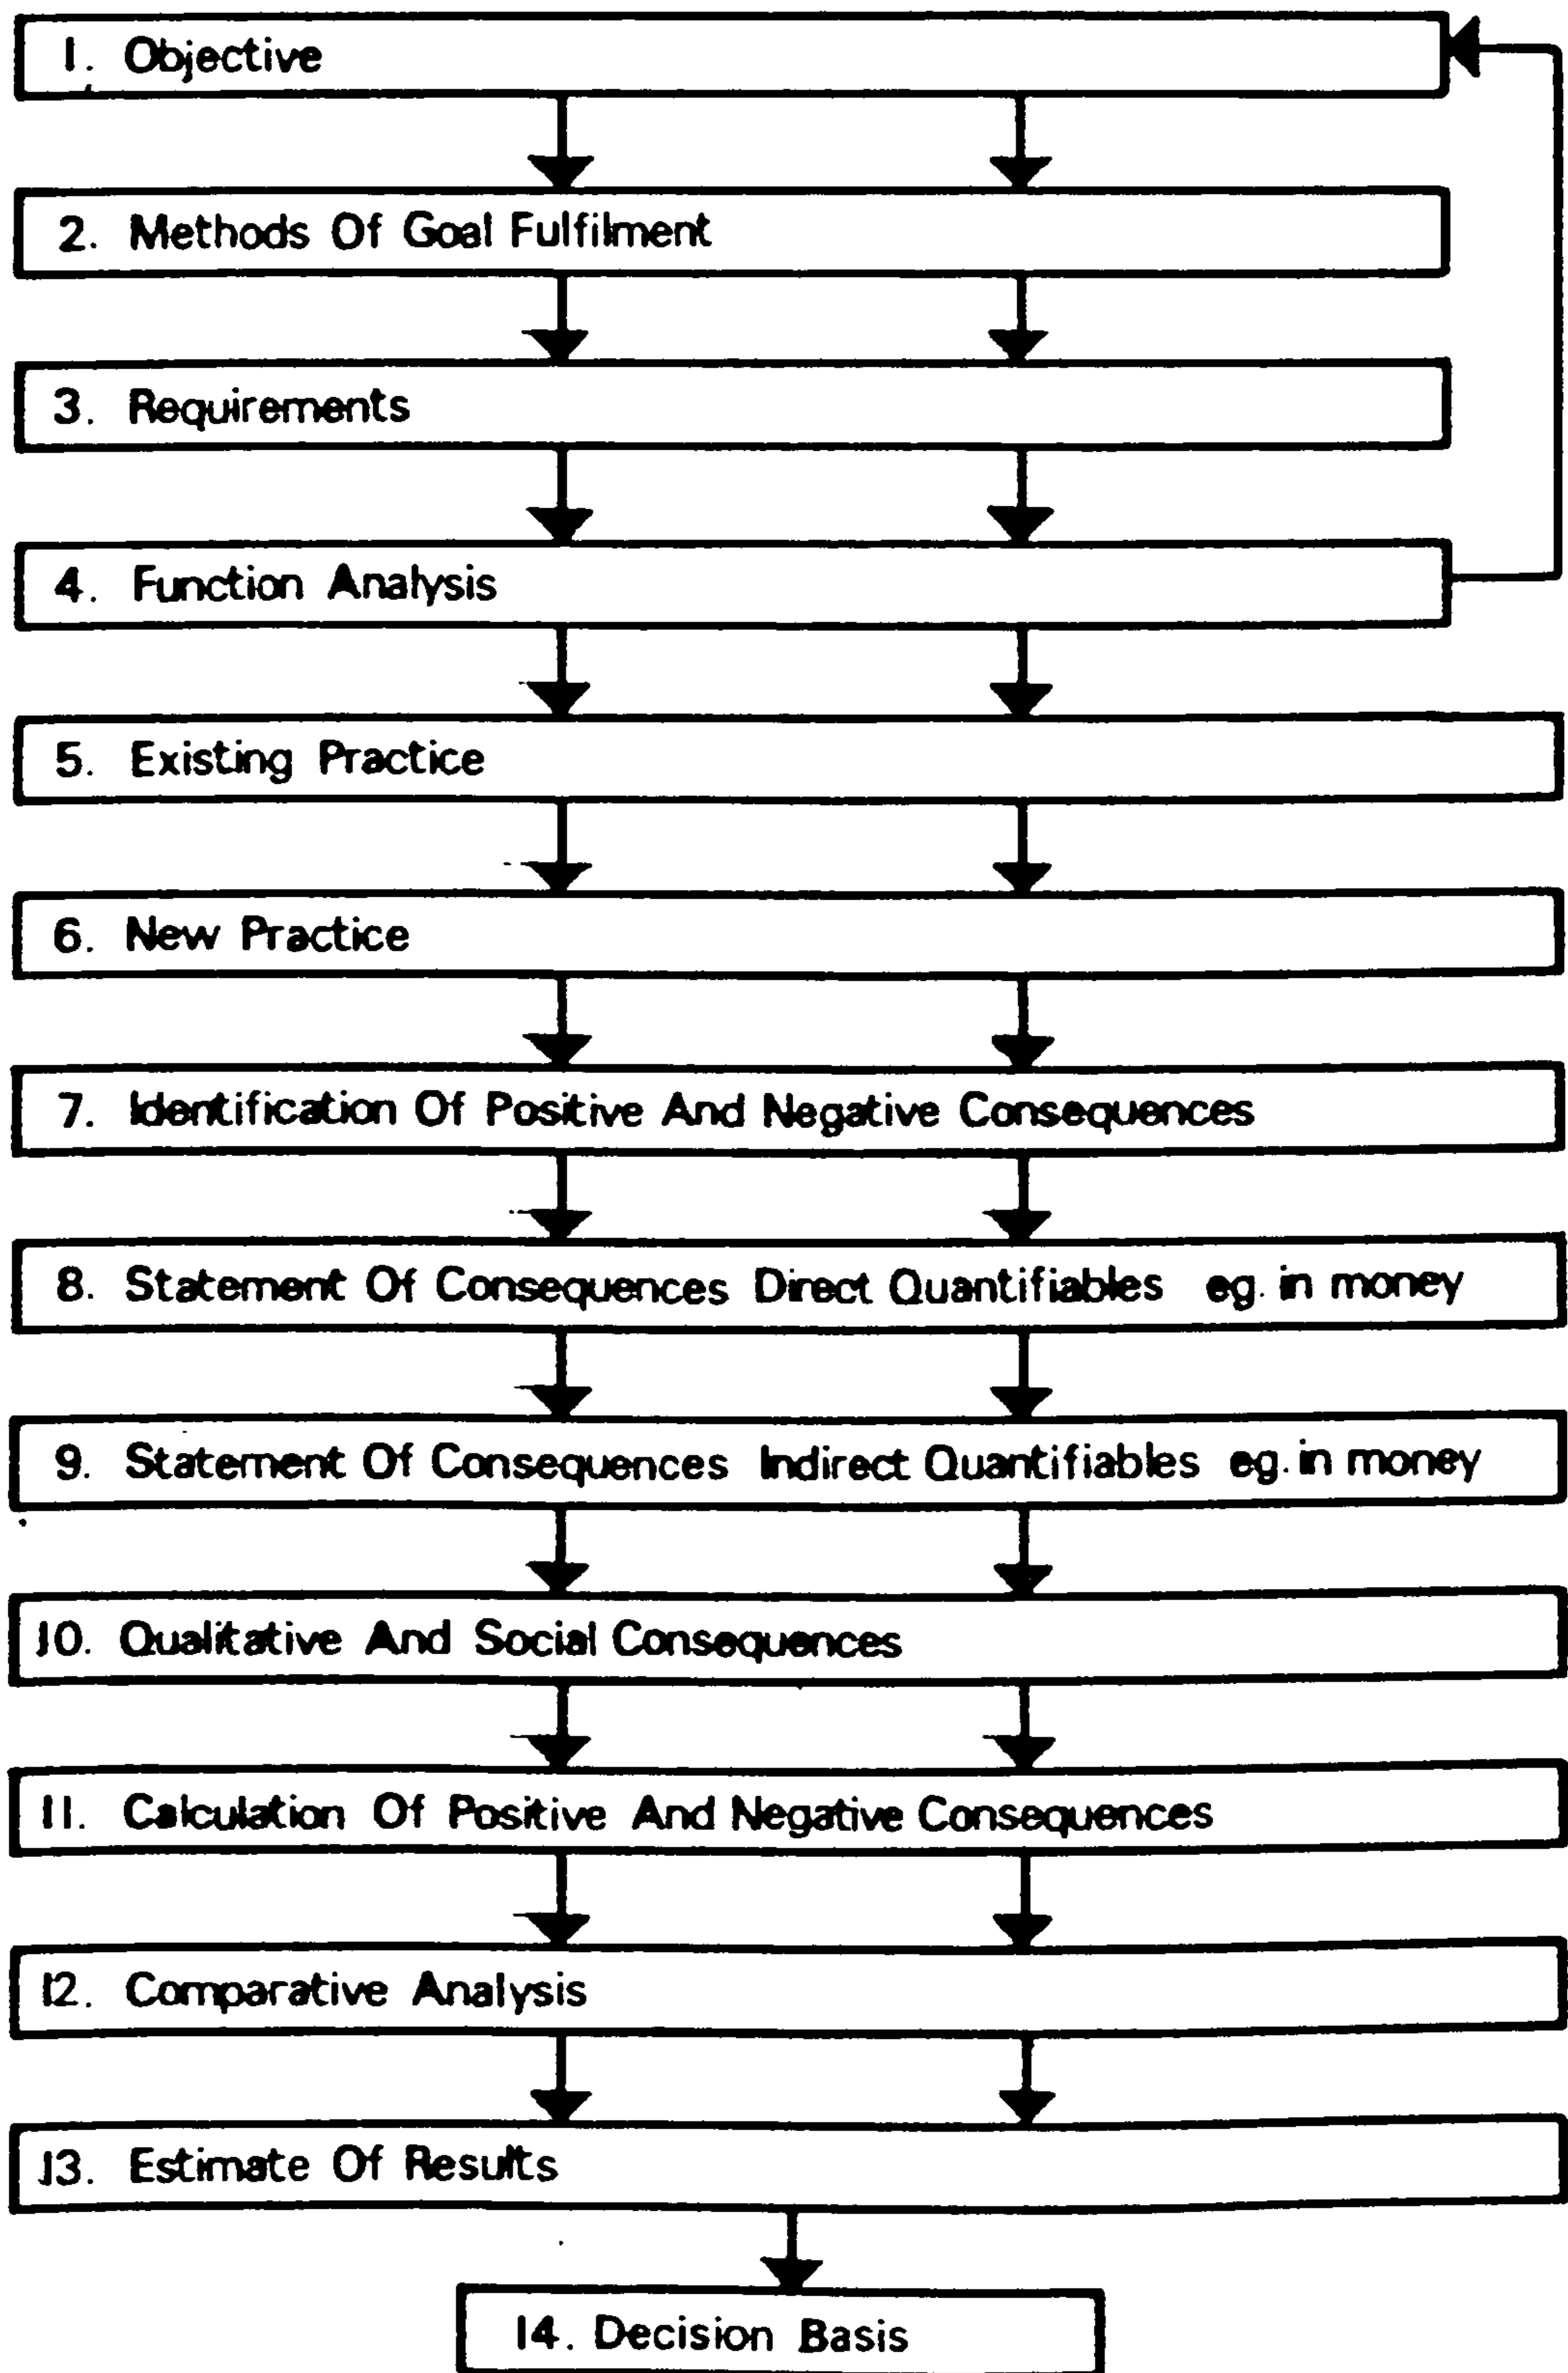 1. Objective
2. Methods Of Goal Fulfilment
3. Requirements
4. Function Analysis
5. Existing Practice
6. New Practice
7. Identification Of Positive And Negative Consequences
8. Statement Of Consequences Direct Quantifiables eg. in money
9. Statement Of Consequences Indirect Quantifiables eg. in money
10. Qualitative And Social Consequences
11. Calculation Of Positive And Negative Consequences
12. Comparative Analysis
13. Estimate Of Results
14. Decision Basis